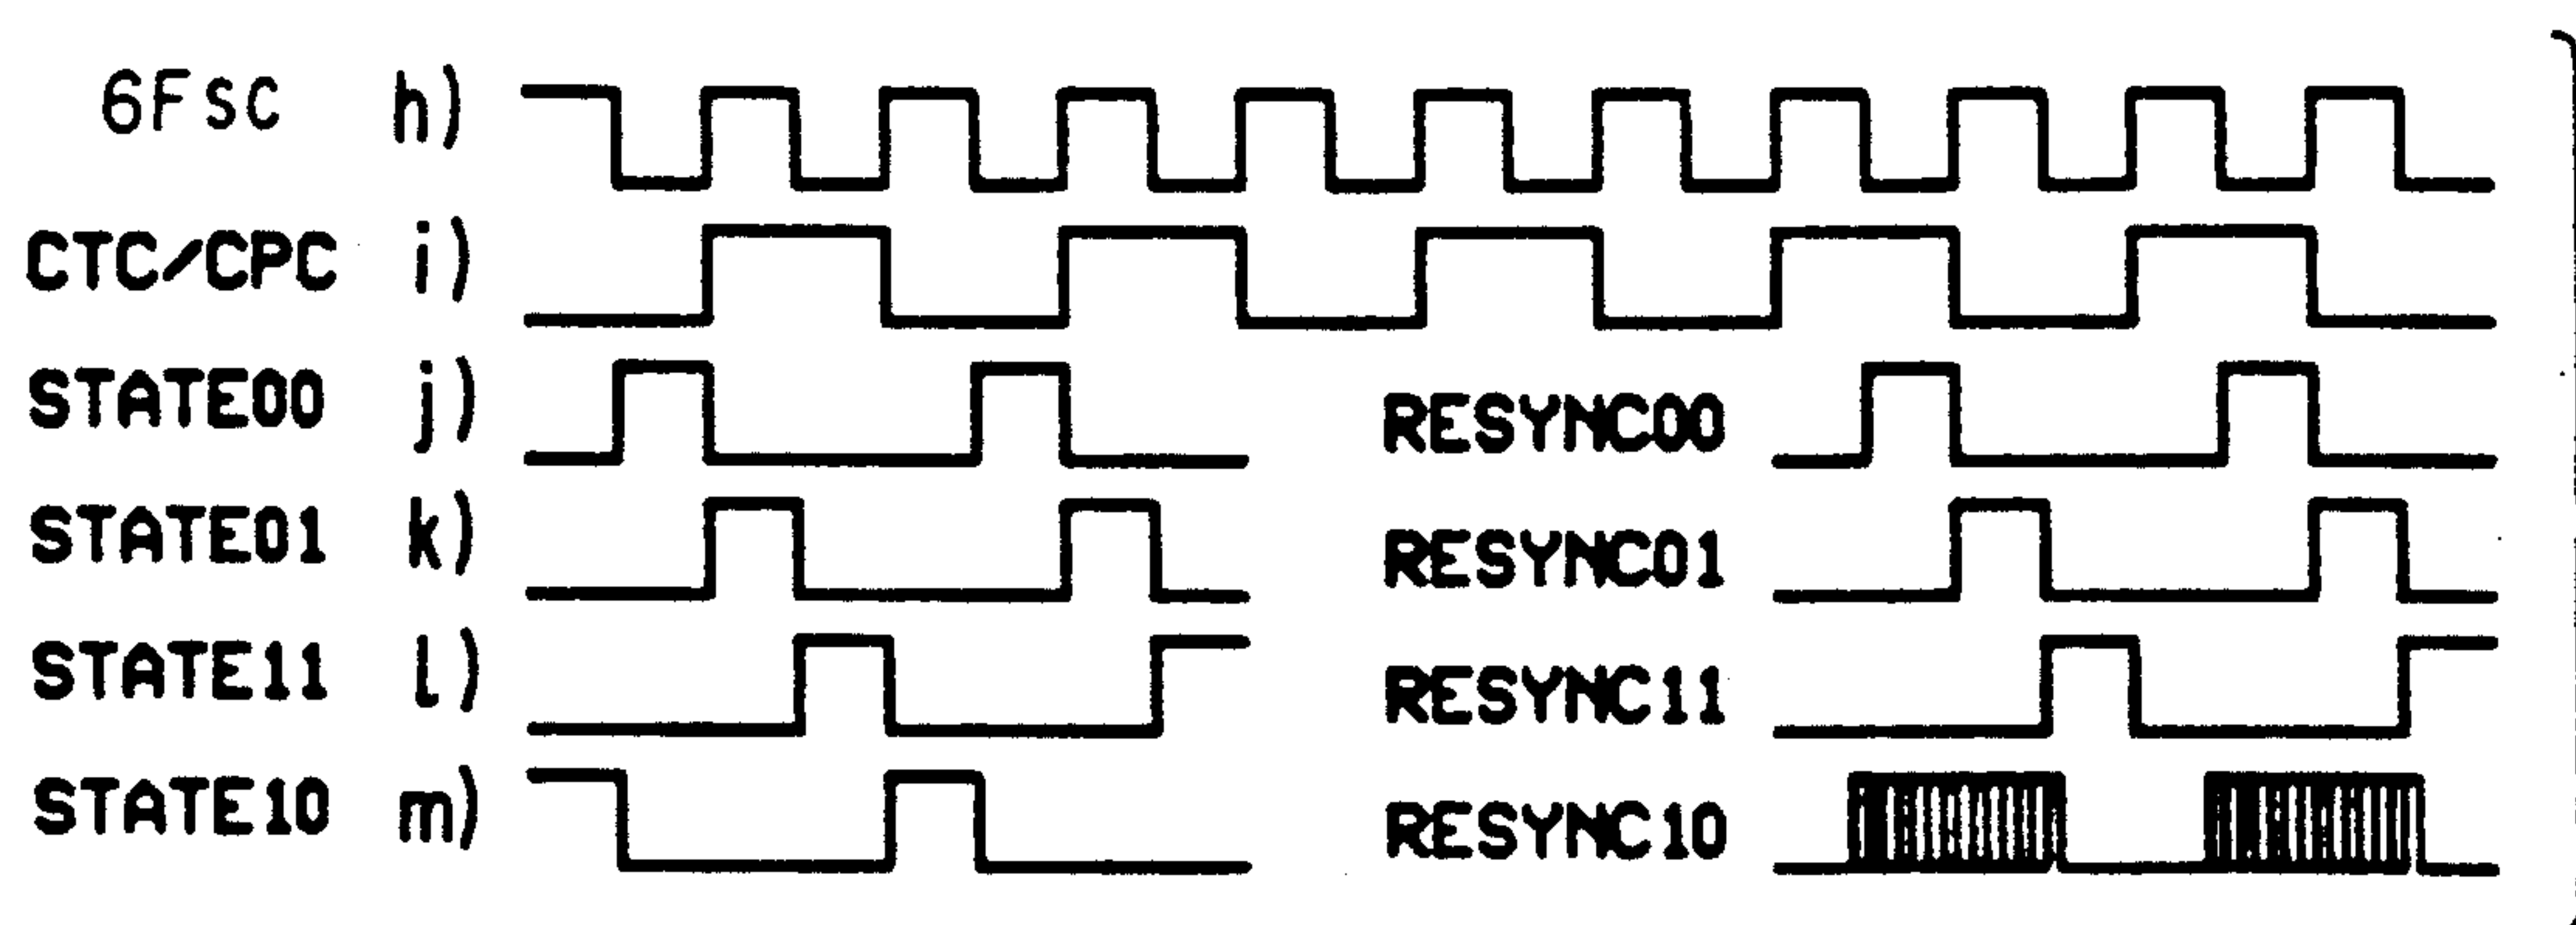 6Fsc h)
CTC/CPC i)
STATE00 j)
RESYNC00
STATE01 k)
RESYNC01
STATE11 l)
RESYNC11
STATE10 m)
RESYNC10